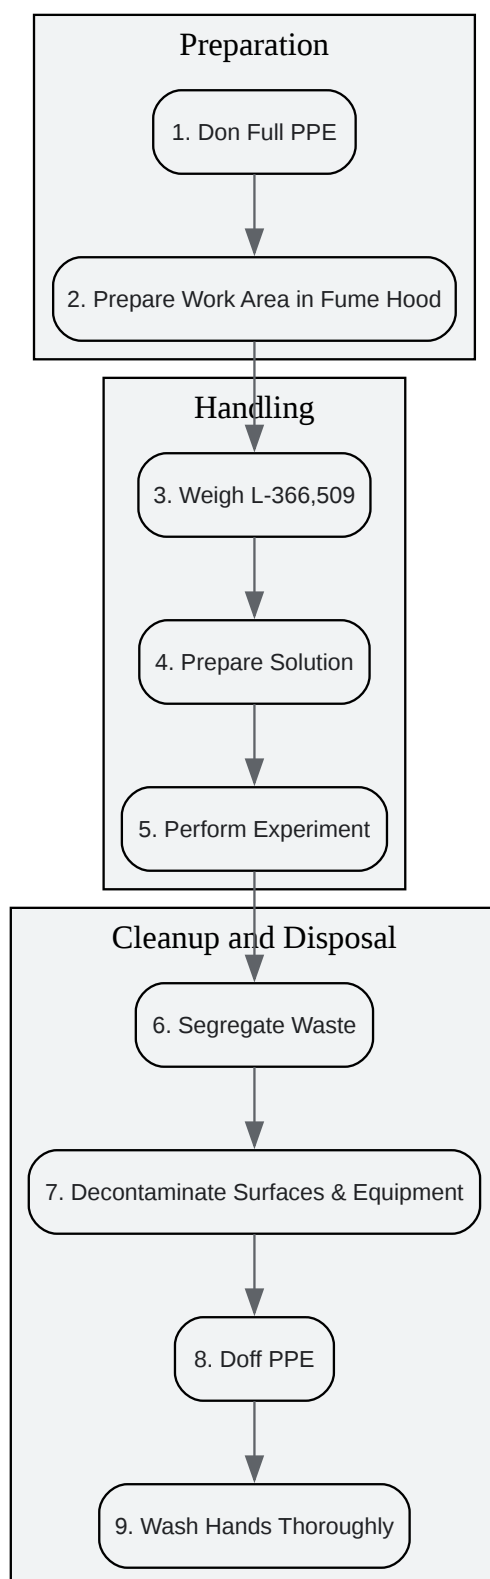 Preparation
1. Don Full PPE
2. Prepare Work Area in Fume Hood
Handling
3. Weigh L-366,509
4. Prepare Solution
5. Perform Experiment
Cleanup and Disposal
6. Segregate Waste
7. Decontaminate Surfaces & Equipment
8. Doff PPE
9. Wash Hands Thoroughly